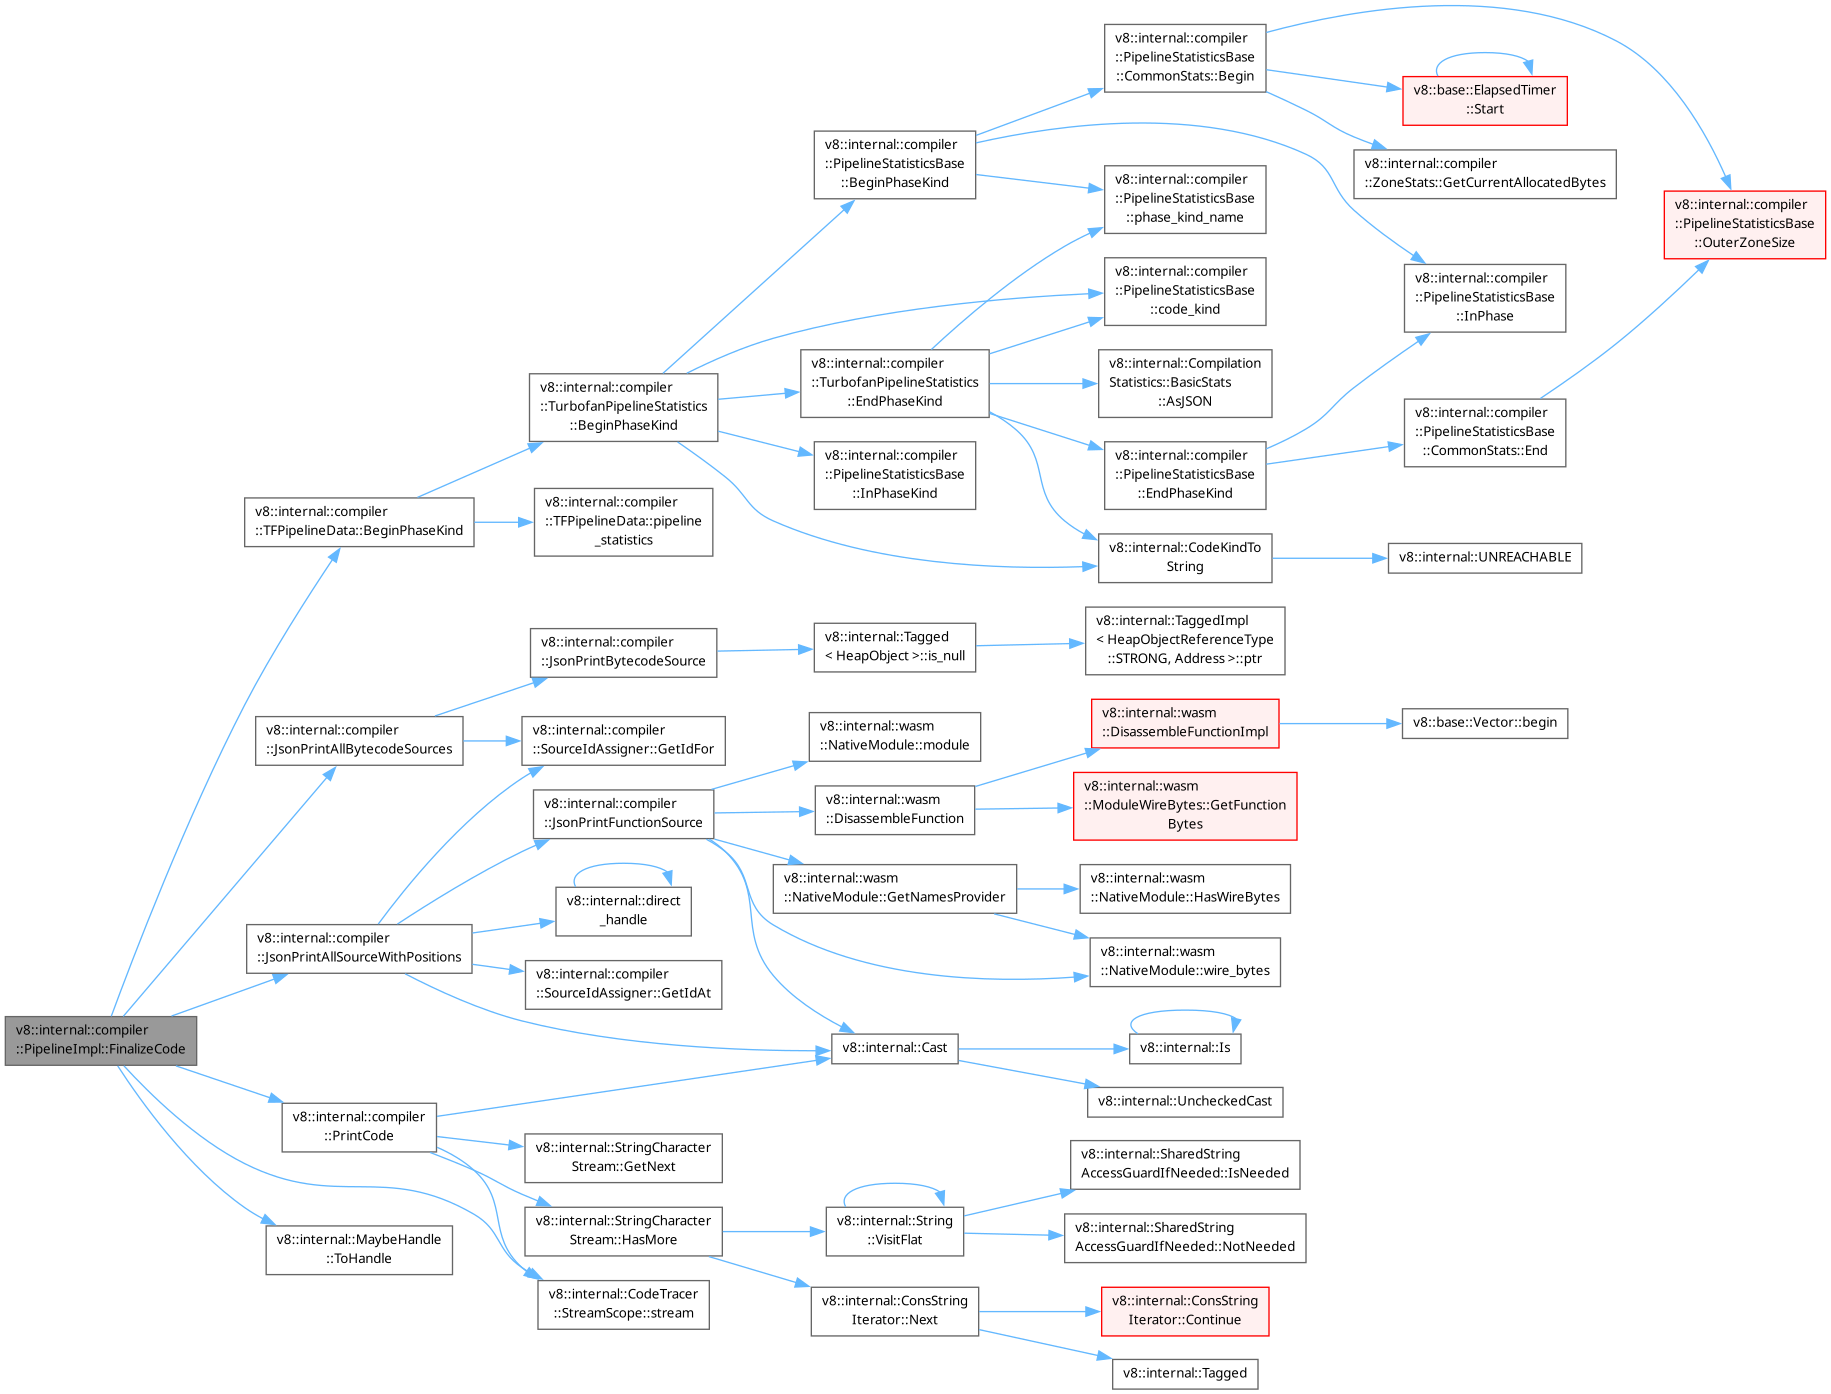 v8::internal::compiler
::PipelineImpl::FinalizeCode
v8::internal::compiler
::TFPipelineData::BeginPhaseKind
v8::internal::compiler
::TurbofanPipelineStatistics
::BeginPhaseKind
v8::internal::compiler
::PipelineStatisticsBase
::BeginPhaseKind
v8::internal::compiler
::PipelineStatisticsBase
::CommonStats::Begin
v8::base::ElapsedTimer
::Start
v8::internal::compiler
::ZoneStats::GetCurrentAllocatedBytes
v8::internal::compiler
::PipelineStatisticsBase
::OuterZoneSize
v8::internal::compiler
::PipelineStatisticsBase
::phase_kind_name
v8::internal::compiler
::PipelineStatisticsBase
::InPhase
v8::internal::compiler
::PipelineStatisticsBase
::code_kind
v8::internal::compiler
::TurbofanPipelineStatistics
::EndPhaseKind
v8::internal::Compilation
Statistics::BasicStats
::AsJSON
v8::internal::compiler
::PipelineStatisticsBase
::EndPhaseKind
v8::internal::compiler
::PipelineStatisticsBase
::CommonStats::End
v8::internal::compiler
::PipelineStatisticsBase
::InPhaseKind
v8::internal::CodeKindTo
String
v8::internal::UNREACHABLE
v8::internal::compiler
::TFPipelineData::pipeline
_statistics
v8::internal::compiler
::JsonPrintAllBytecodeSources
v8::internal::compiler
::JsonPrintBytecodeSource
v8::internal::Tagged
< HeapObject >::is_null
v8::internal::TaggedImpl
< HeapObjectReferenceType
::STRONG, Address >::ptr
v8::internal::compiler
::SourceIdAssigner::GetIdFor
v8::internal::compiler
::JsonPrintAllSourceWithPositions
v8::internal::compiler
::JsonPrintFunctionSource
v8::internal::wasm
::NativeModule::module
v8::internal::wasm
::DisassembleFunction
v8::internal::wasm
::DisassembleFunctionImpl
v8::base::Vector::begin
v8::internal::wasm
::ModuleWireBytes::GetFunction
Bytes
v8::internal::wasm
::NativeModule::GetNamesProvider
v8::internal::wasm
::NativeModule::HasWireBytes
v8::internal::wasm
::NativeModule::wire_bytes
v8::internal::direct
_handle
v8::internal::compiler
::SourceIdAssigner::GetIdAt
v8::internal::Cast
v8::internal::Is
v8::internal::UncheckedCast
v8::internal::compiler
::PrintCode
v8::internal::StringCharacter
Stream::GetNext
v8::internal::StringCharacter
Stream::HasMore
v8::internal::String
::VisitFlat
v8::internal::SharedString
AccessGuardIfNeeded::IsNeeded
v8::internal::SharedString
AccessGuardIfNeeded::NotNeeded
v8::internal::ConsString
Iterator::Next
v8::internal::ConsString
Iterator::Continue
v8::internal::Tagged
v8::internal::MaybeHandle
::ToHandle
v8::internal::CodeTracer
::StreamScope::stream